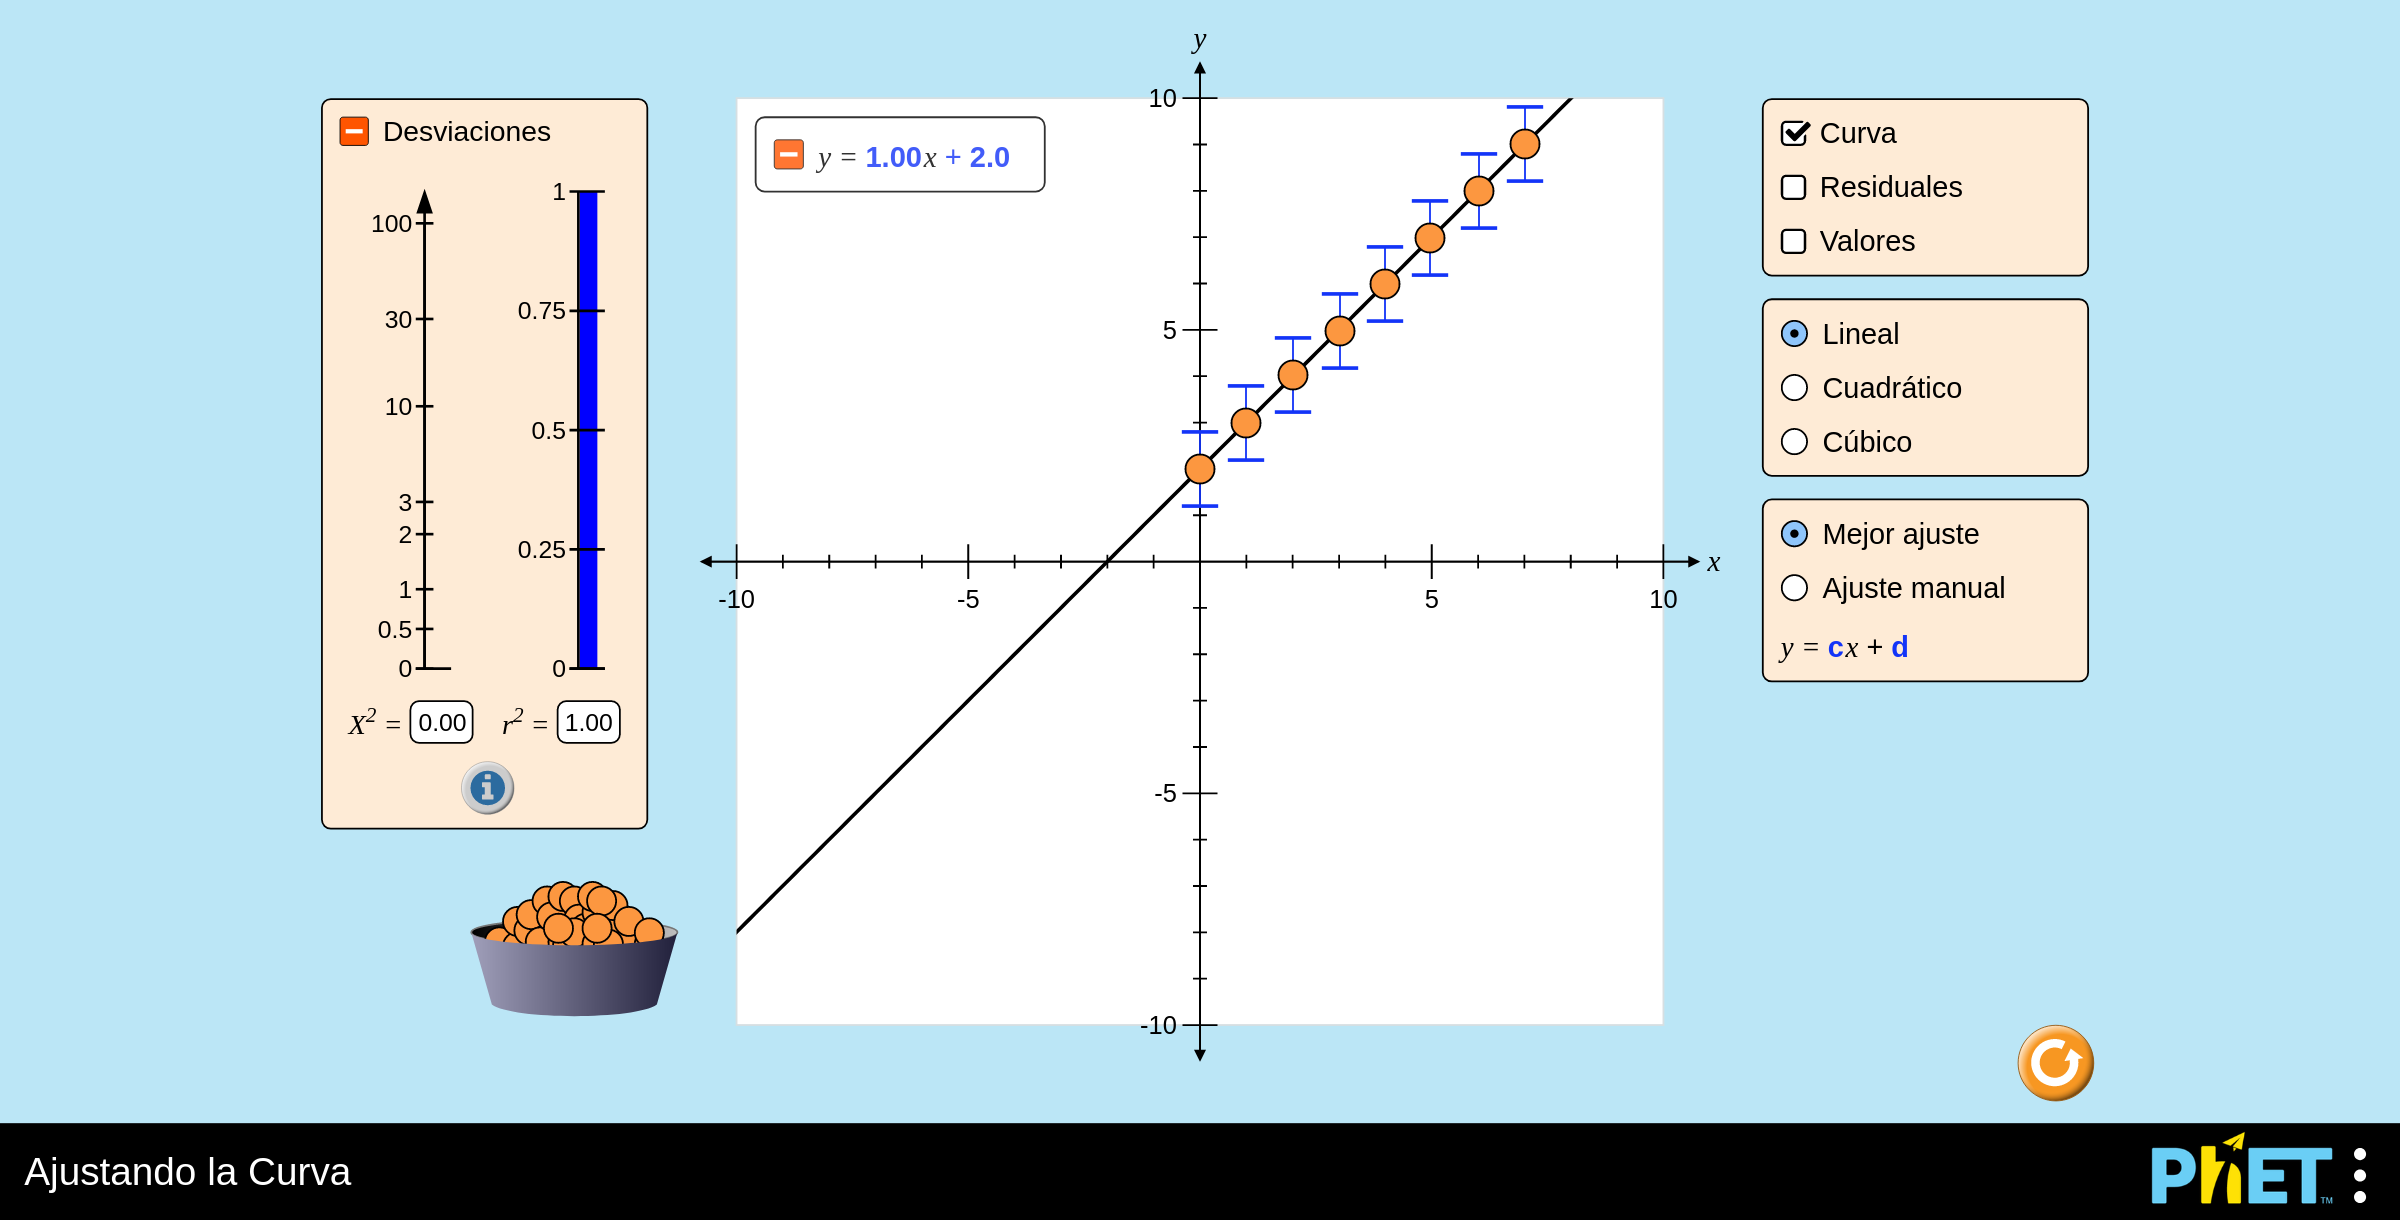 Desviaciones
100
30
10
3
2
1
0.5
0
1
0.75
0.5
0.25
0
X² = 0.00
r² = 1.00
y = 1.00x + 2.0
y
10
5
-5
-10
-10
-5
5
10
x
Curva
Residuales
Valores
Lineal
Cuadrático
Cúbico
Mejor ajuste
Ajuste manual
y = cx + d
Ajustando la Curva
PhET™